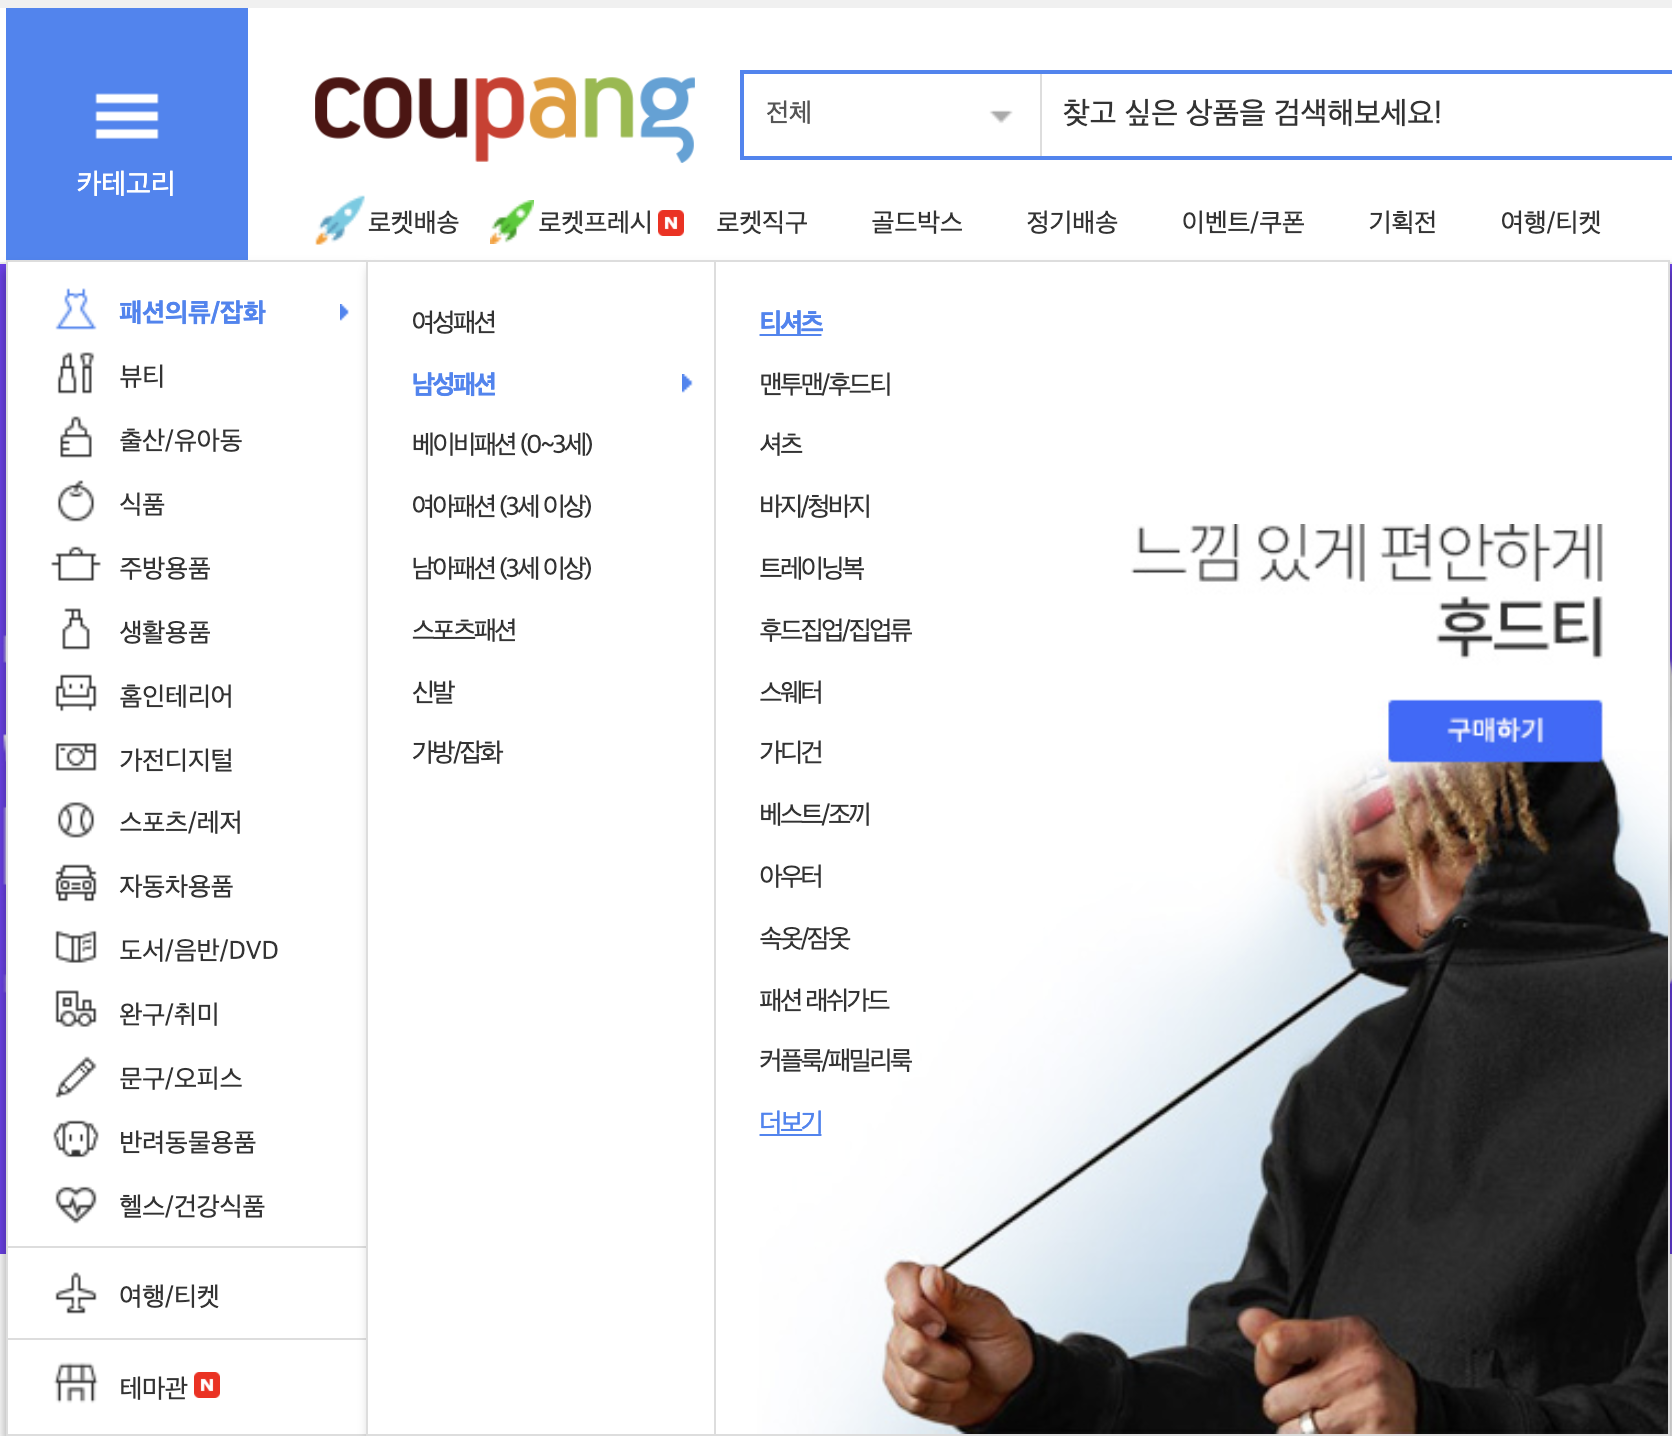 카테고리
coupang
전체
찾고 싶은 상품을 검색해보세요!
로켓배송 로켓프레시 N 로켓직구 골드박스 정기배송 이벤트/쿠폰 기획전 여행/티켓
패션의류/잡화
뷰티
출산/유아동
식품
주방용품
생활용품
홈인테리어
가전디지털
스포츠/레저
자동차용품
도서/음반/DVD
완구/취미
문구/오피스
반려동물용품
헬스/건강식품
여행/티켓
테마관 N
여성패션
남성패션
베이비패션 (0~3세)
여아패션 (3세 이상)
남아패션 (3세 이상)
스포츠패션
신발
가방/잡화
티셔츠
맨투맨/후드티
셔츠
바지/청바지
트레이닝복
후드집업/집업류
스웨터
가디건
베스트/조끼
아우터
속옷/잠옷
패션 래쉬가드
커플룩/패밀리룩
더보기
느낌 있게 편안하게
후드티
구매하기